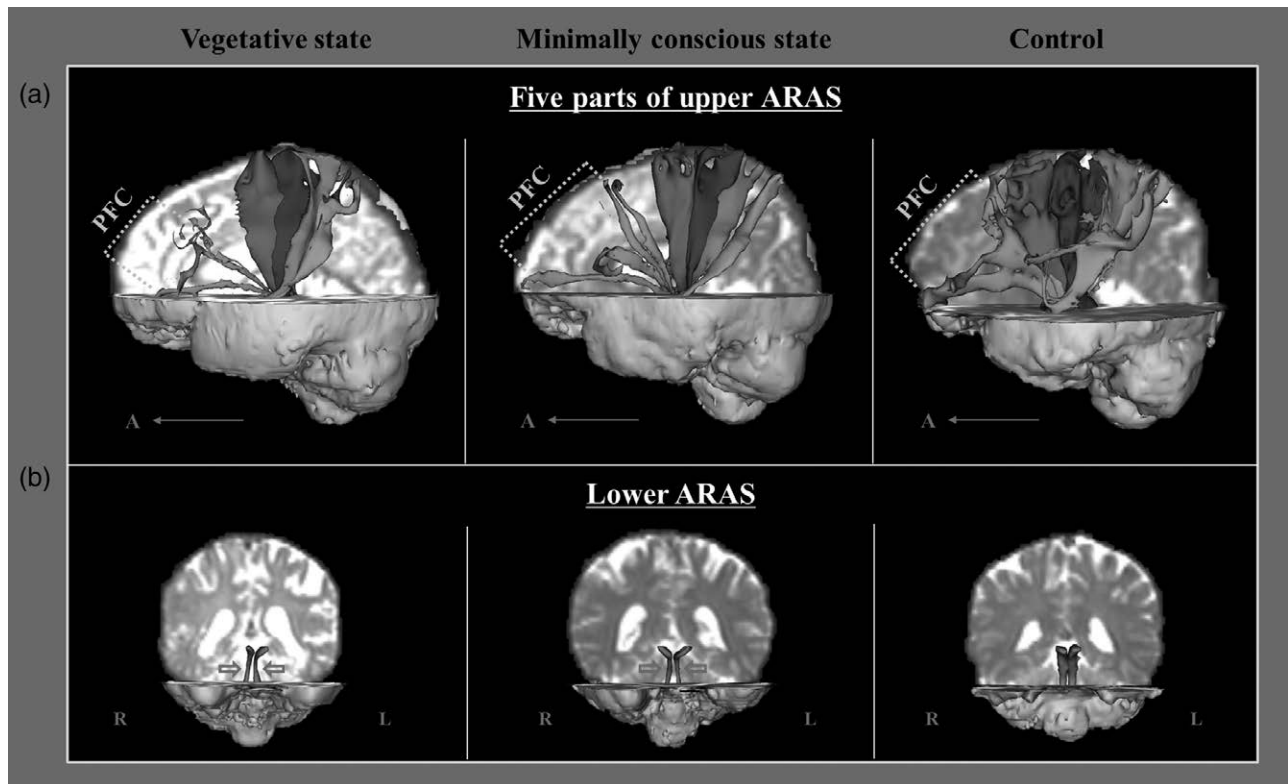 Vegetative state Minimally conscious state Control
(a)
Five parts of upper ARAS
PFC PFC PFC
A A A
(b)
Lower ARAS
R L R L R L